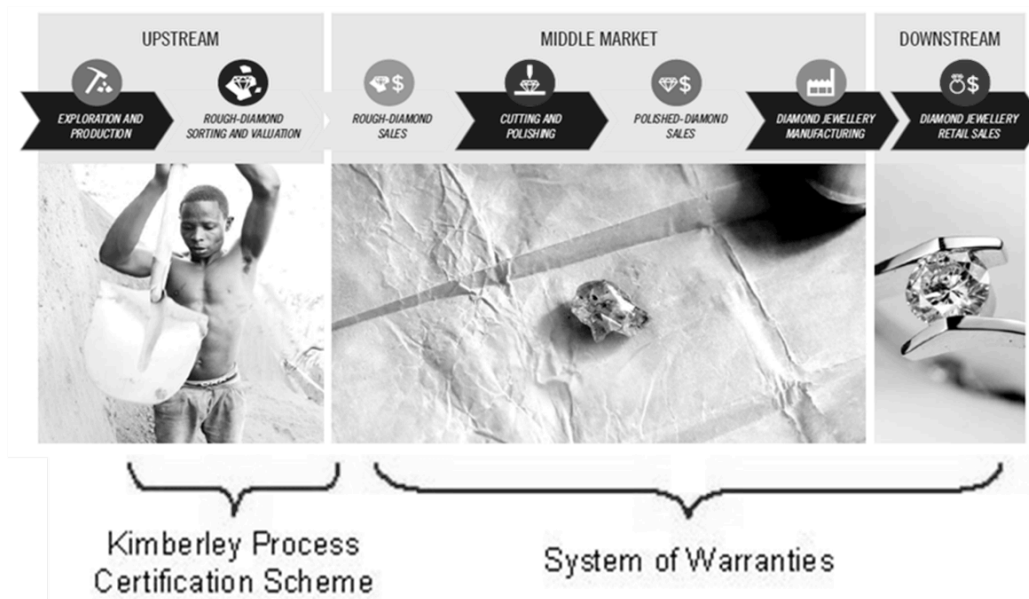 UPSTREAM
MIDDLE MARKET
DOWNSTREAM
EXPLORATION AND
PRODUCTION
ROUGH-DIAMOND
SORTING AND VALUATION
$
ROUGH-DIAMOND
SALES
CUTTING AND
POLISHING
$
POLISHED-DIAMOND
SALES
DIAMOND JEWELLERY
MANUFACTURING
$
DIAMOND JEWELLERY
RETAIL SALES
Kimberley Process
Certification Scheme
System of Warranties